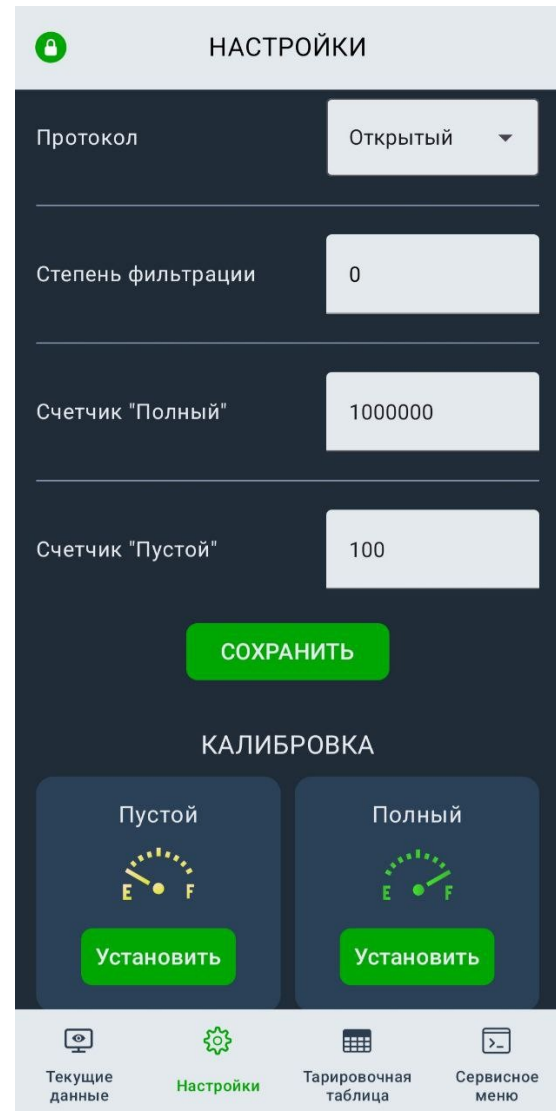 НАСТРОЙКИ
Протокол
Открытый
Степень фильтрации
0
Счетчик "Полный"
1000000
Счетчик "Пустой"
100
СОХРАНИТЬ
КАЛИБРОВКА
Пустой
E F
Установить
Полный
E F
Установить
Текущие
данные
Настройки
Тарировочная
таблица
Сервисное
меню